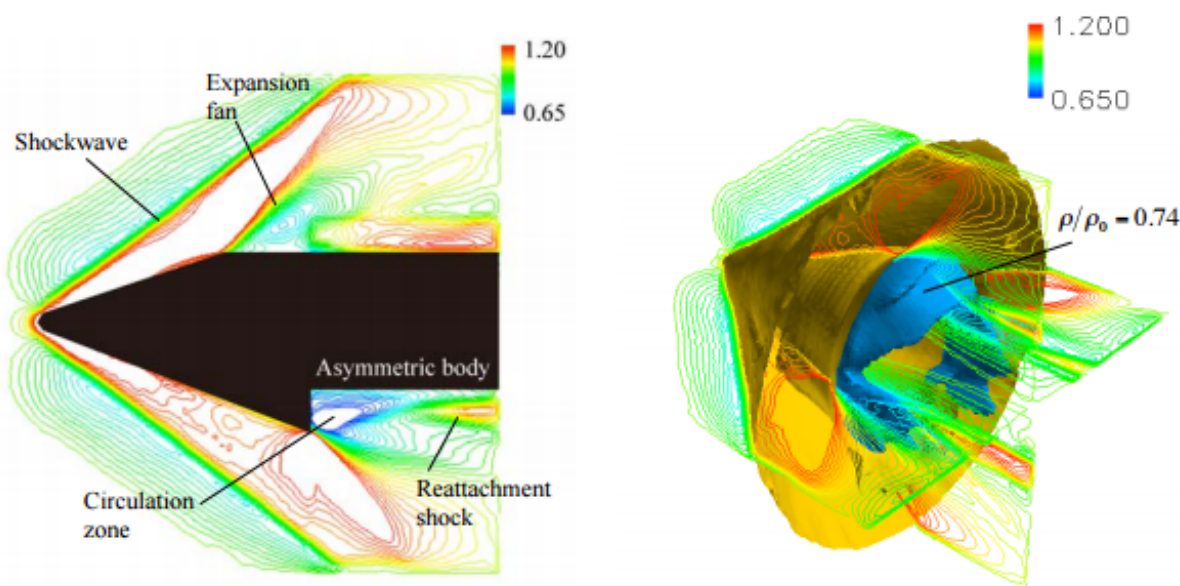 1.20
0.65
Expansion
fan
Shockwave
Asymmetric body
Circulation
zone
Reattachment
shock
1.200
0.650
ρ/ρ₀ = 0.74